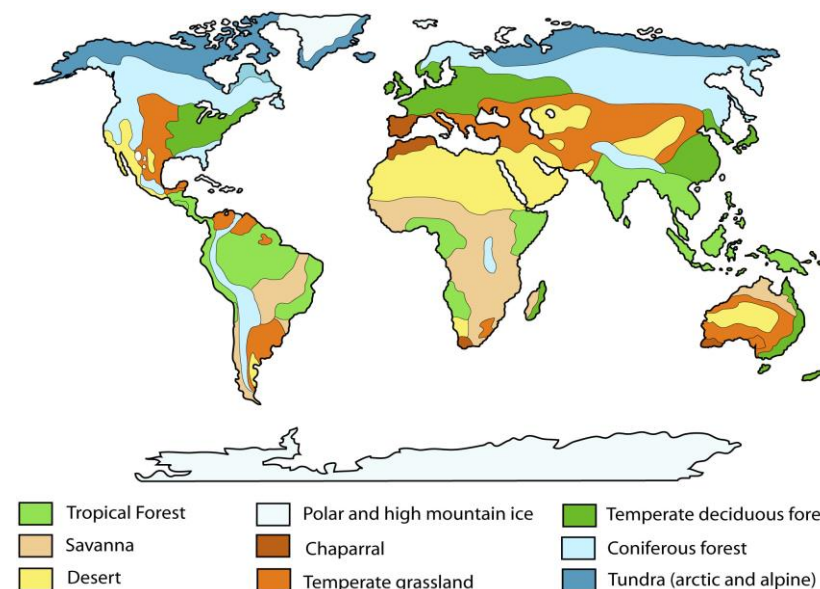 Tropical Forest
Polar and high mountain ice
Temperate deciduous fore
Savanna
Chaparral
Coniferous forest
Desert
Temperate grassland
Tundra (arctic and alpine)